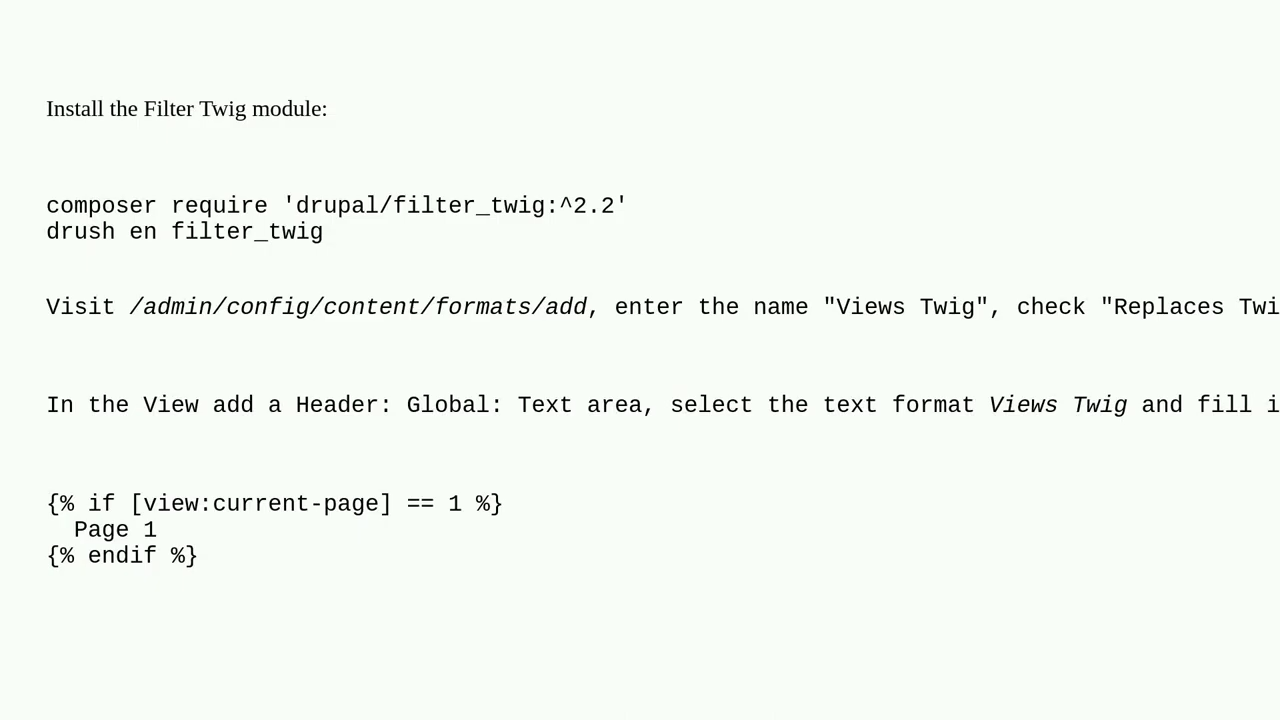 Install the Filter Twig module:
composer require 'drupal/filter_twig:^2.2'
drush en filter_twig
Visit /admin/config/content/formats/add, enter the name "Views Twig", check "Replaces
In the View add a Header: Global: Text area, select the text format Views Twig and fill
{% if [view:current-page] == 1 %}
  Page 1
{% endif %}